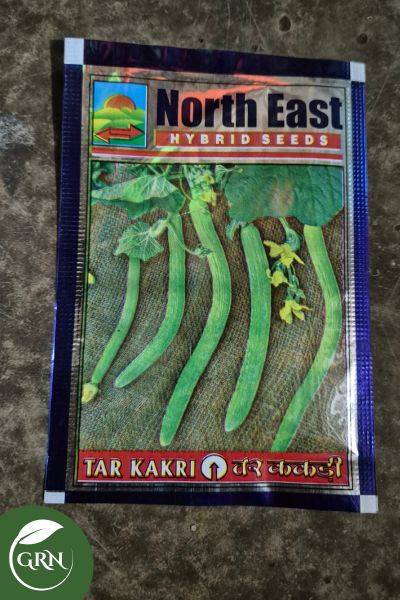 North East
HYBRID SEEDS
TAR KAKRI तर ककड़ी
GRN